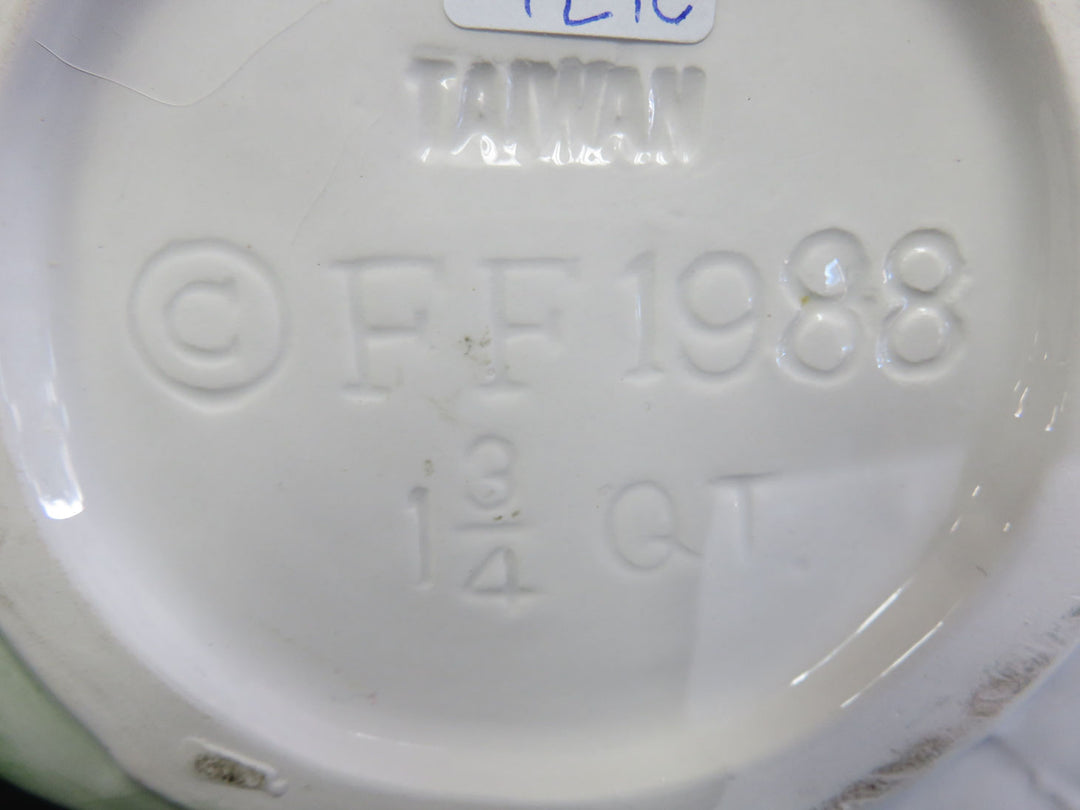 TAIWAN
© FF 1988
1 3/4 QT.